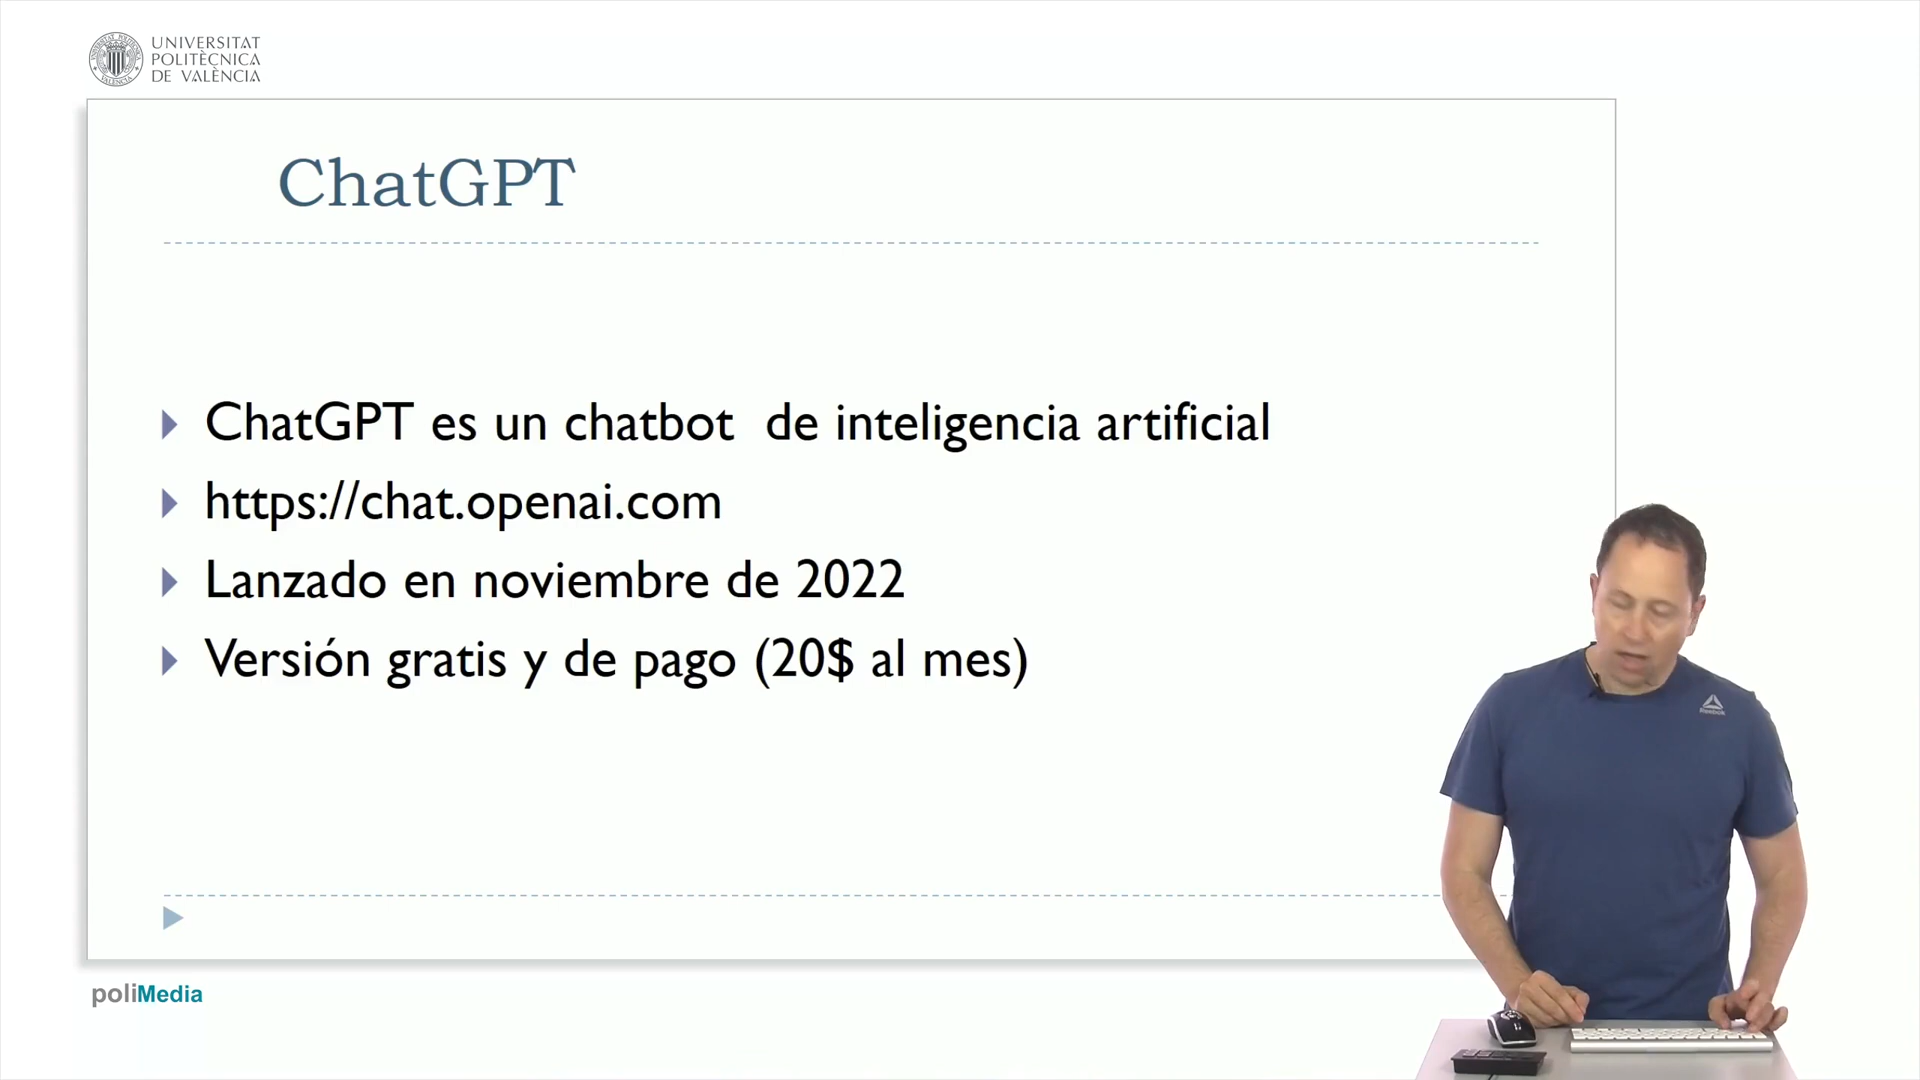 UNIVERSITAT
POLITÈCNICA
DE VALÈNCIA
ChatGPT
ChatGPT es un chatbot  de inteligencia artificial
https://chat.openai.com
Lanzado en noviembre de 2022
Versión gratis y de pago (20$ al mes)
Reebok
poliMedia